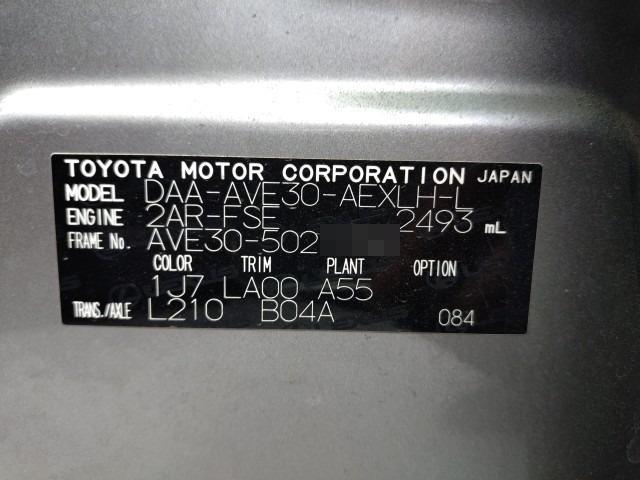 TOYOTA MOTOR CORPORATION JAPAN
MODEL DAA-AVE30-AEXLH-L
ENGINE 2AR-FSE 2493 mL
FRAME No. AVE30-502
COLOR TRIM PLANT OPTION
1J7 LA00 A55
TRANS./AXLE L210 B04A 084